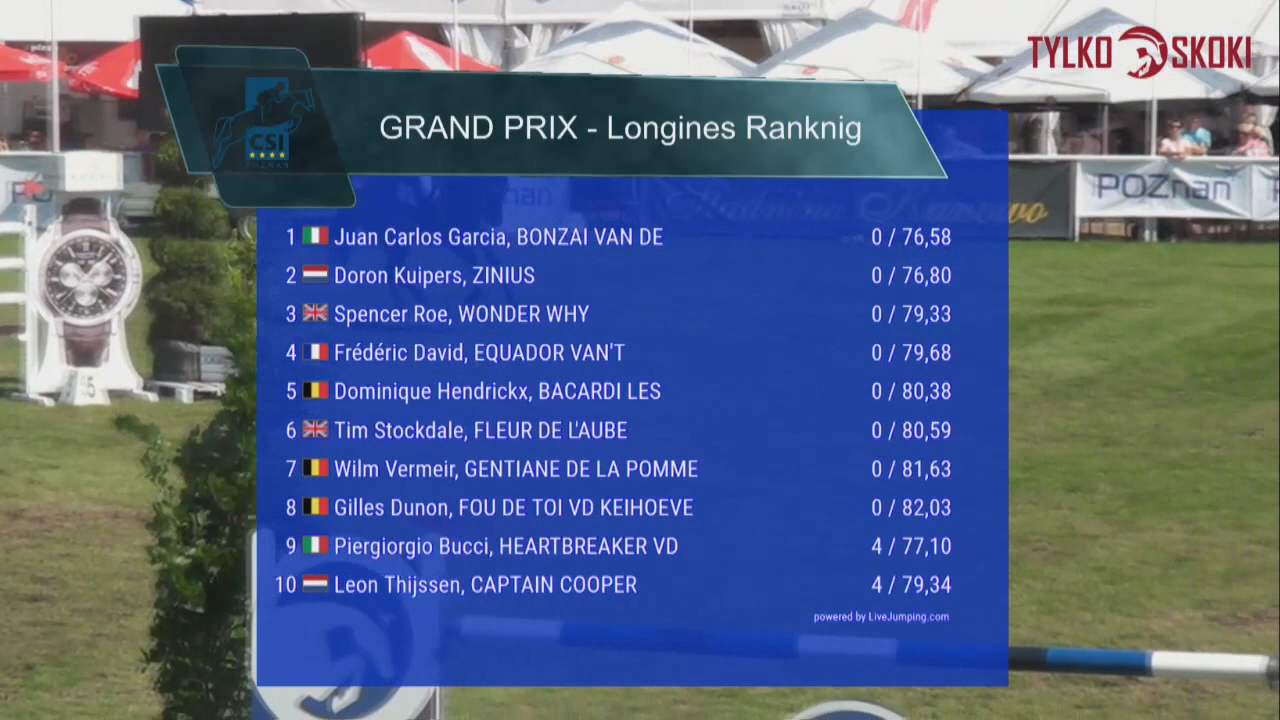 TYLKO SKOKI
GRAND PRIX - Longines Ranknig
CSI
POZnan
1 Juan Carlos Garcia, BONZAI VAN DE 0 / 76,58
2 Doron Kuipers, ZINIUS 0 / 76,80
3 Spencer Roe, WONDER WHY 0 / 79,33
4 Frédéric David, EQUADOR VAN'T 0 / 79,68
5 Dominique Hendrickx, BACARDI LES 0 / 80,38
6 Tim Stockdale, FLEUR DE L'AUBE 0 / 80,59
7 Wilm Vermeir, GENTIANE DE LA POMME 0 / 81,63
8 Gilles Dunon, FOU DE TOI VD KEIHOEVE 0 / 82,03
9 Piergiorgio Bucci, HEARTBREAKER VD 4 / 77,10
10 Leon Thijssen, CAPTAIN COOPER 4 / 79,34
powered by LiveJumping.com
5